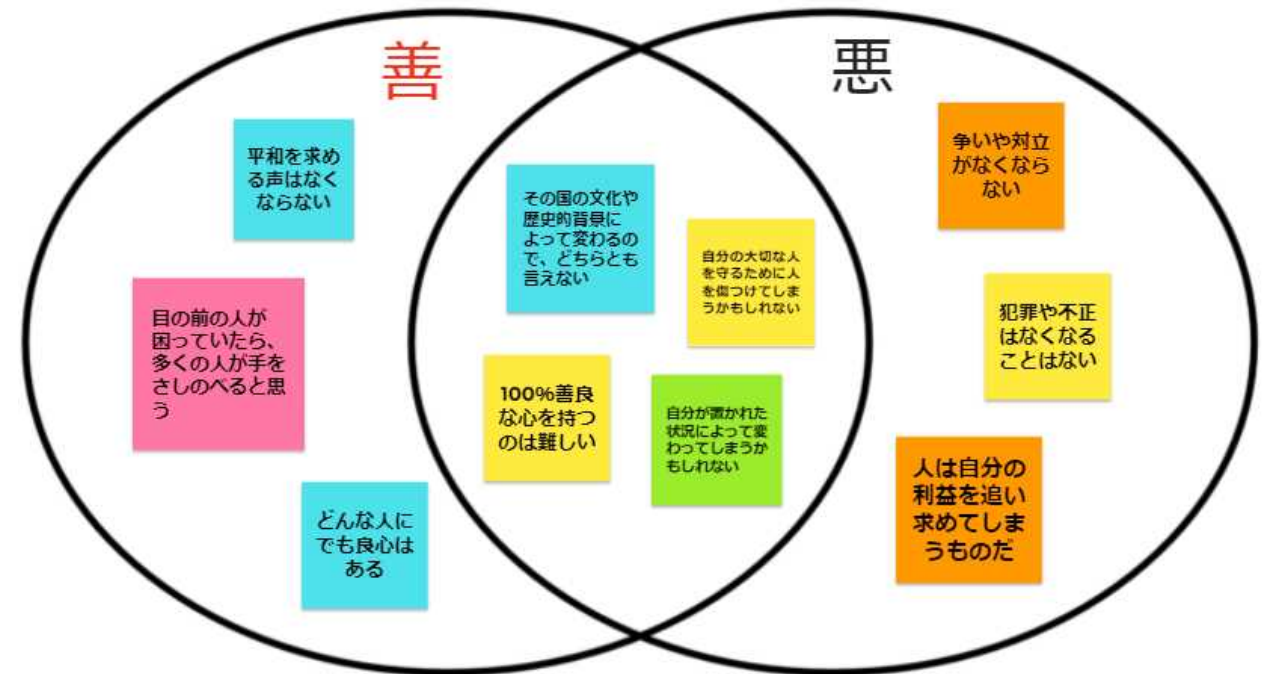 善
平和を求め
る声はなく
ならない
目の前の人が
困っていたら、
多くの人が手を
さしのべると思
う
どんな人に
でも良心は
ある
その国の文化や
歴史的背景に
よって変わるの
で、どちらとも
言えない
自分の大切な人
を守るために人
を傷つけてしま
うかもしれない
100%善良
な心を持つ
のは難しい
自分が置かれた
状況によって変
わってしまうか
もしれない
悪
争いや対立
がなくなら
ない
犯罪や不正
はなくなる
ことはない
人は自分の
利益を追い
求めてしま
うものだ